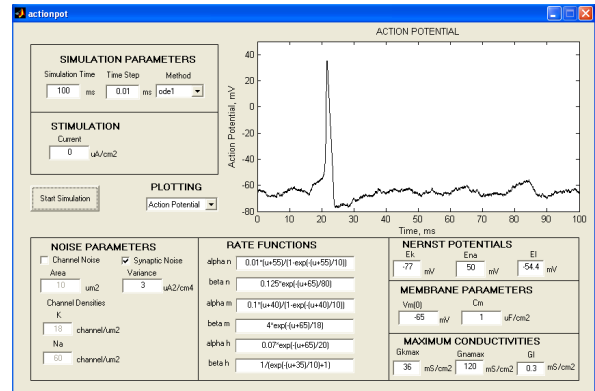 actionpot
SIMULATION PARAMETERS
Simulation Time Time Step Method
100 ms 0.01 ms ode1
STIMULATION
Current
0 uA/cm2
Start Simulation
PLOTTING
Action Potential
ACTION POTENTIAL
Action Potential, mV
40
20
0
-20
-40
-60
-80
0 10 20 30 40 50 60 70 80 90 100
Time, ms
NOISE PARAMETERS
Channel Noise Synaptic Noise
Area Variance
10 um2 3 uA2/cm4
Channel Densities
K
18 channel/um2
Na
60 channel/um2
RATE FUNCTIONS
alpha n 0.01*(u+55)/(1-exp(-(u+55)/10))
beta n 0.125*exp(-(u+65)/80)
alpha m 0.1*(u+40)/(1-exp(-(u+40)/10))
beta m 4*exp(-(u+65)/18)
alpha h 0.07*exp(-(u+65)/20)
beta h 1/(exp(-(u+35)/10)+1)
NERNST POTENTIALS
Ek Ena El
-77 mV 50 mV -54.4 mV
MEMBRANE PARAMETERS
Vm(0) Cm
-65 mV 1 uF/cm2
MAXIMUM CONDUCTIVITIES
Gkmax Gnamax Gl
36 mS/cm2 120 mS/cm2 0.3 mS/cm2